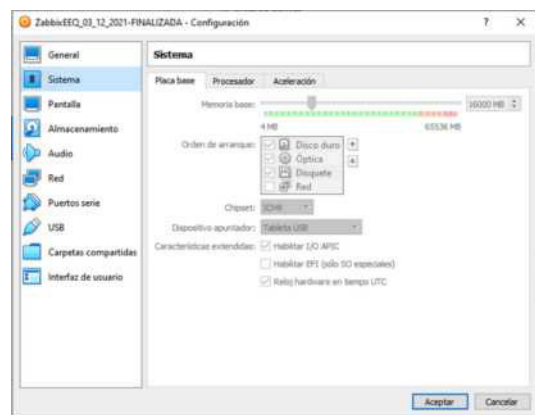 ZabbixEEQ_03_12_2021-FINALIZADA - Configuración
General
Sistema
Pantalla
Almacenamiento
Audio
Red
Puertos serie
USB
Carpetas compartidas
Interfaz de usuario
Sistema
Placa base Procesador Aceleración
Memoria base: 16000 MB
4 MB 65536 MB
Orden de arranque: Disco duro
Óptica
Disquete
Red
Chipset:
Dispositivo apuntador: Tableta USB
Características extendidas: Habilitar I/O APIC
Habilitar EFI (sólo SO especiales)
Reloj hardware en tiempo UTC
Aceptar Cancelar